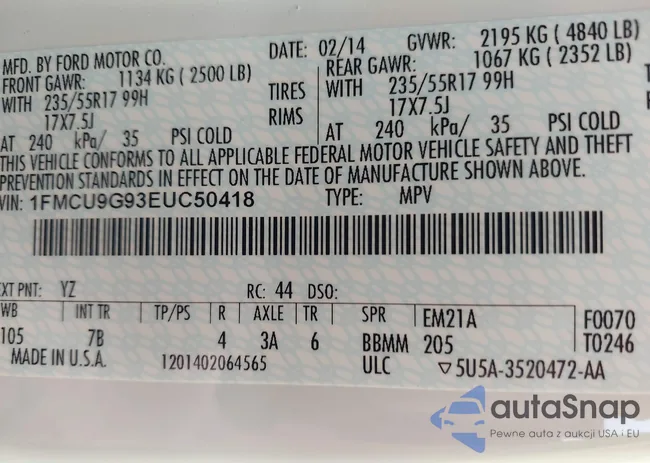 MFD. BY FORD MOTOR CO. DATE: 02/14 GVWR: 2195 KG ( 4840 LB)
FRONT GAWR: 1134 KG ( 2500 LB) REAR GAWR: 1067 KG ( 2352 LB)
WITH 235/55R17 99H TIRES WITH 235/55R17 99H TIRES
17X7.5J RIMS 17X7.5J
AT 240 kPa/ 35 PSI COLD AT 240 kPa/ 35 PSI COLD
THIS VEHICLE CONFORMS TO ALL APPLICABLE FEDERAL MOTOR VEHICLE SAFETY AND THEFT
PREVENTION STANDARDS IN EFFECT ON THE DATE OF MANUFACTURE SHOWN ABOVE.
VIN: 1FMCU9G93EUC50418 TYPE: MPV
EXT PNT: YZ RC: 44 DSO:
WB INT TR TP/PS R AXLE TR SPR EM21A F0070
105 7B 4 3A 6 BBMM 205 T0246
MADE IN U.S.A. 1201402064565 ULC ▽5U5A-3520472-AA
autaSnap
Pewne auta z aukcji USA i EU